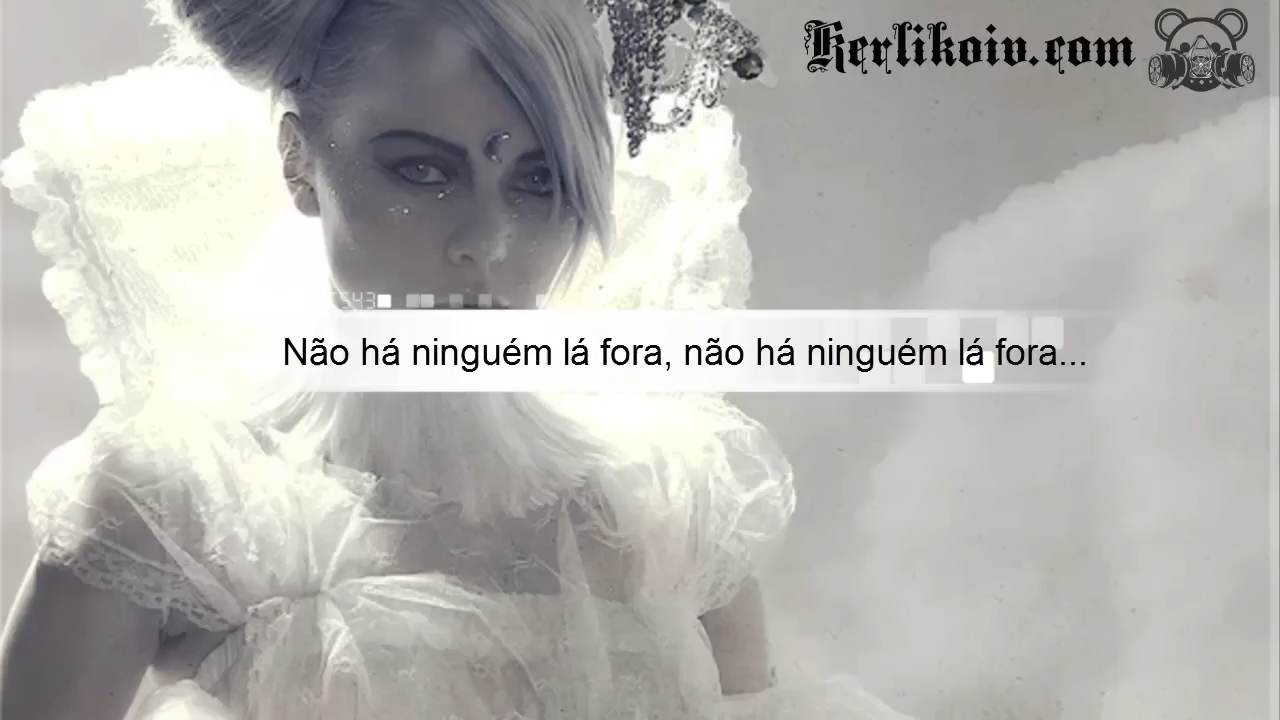 Kerlikoiv.com
Não há ninguém lá fora, não há ninguém lá fora...